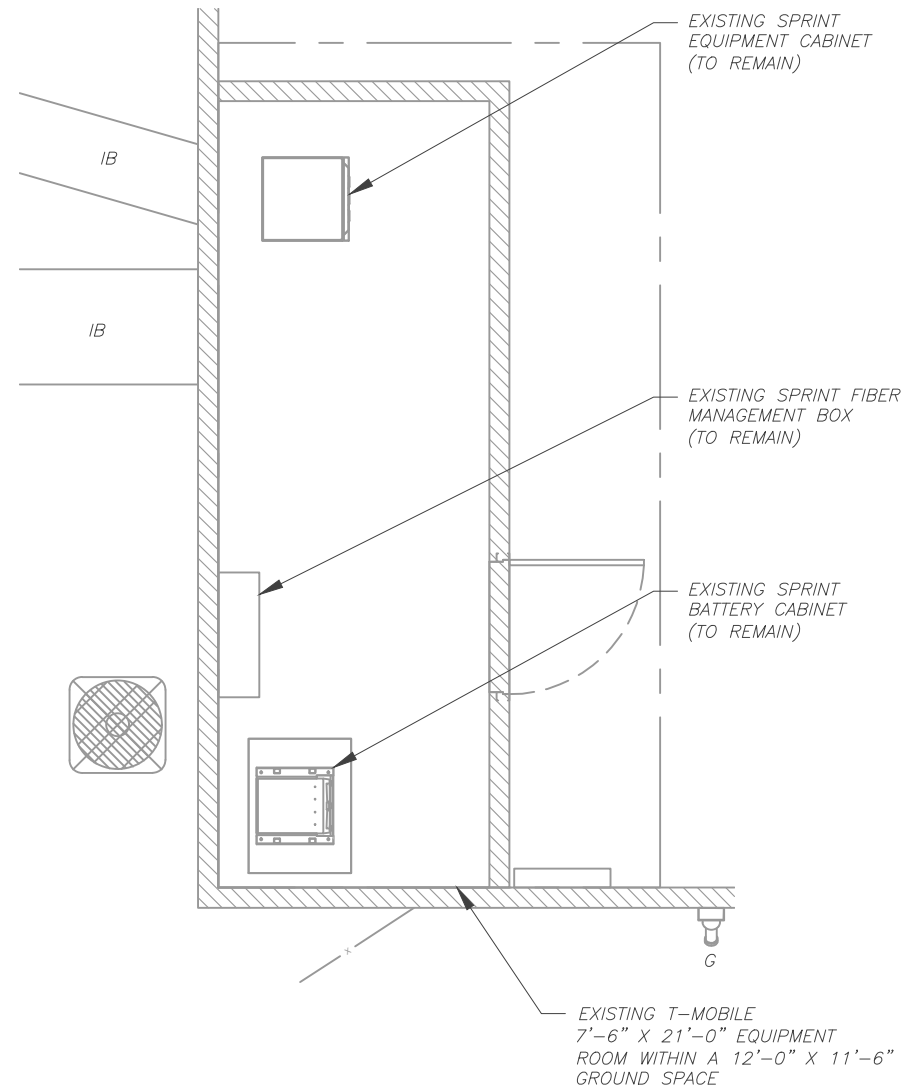 EXISTING SPRINT
EQUIPMENT CABINET
(TO REMAIN)
IB
IB
EXISTING SPRINT FIBER
MANAGEMENT BOX
(TO REMAIN)
EXISTING SPRINT
BATTERY CABINET
(TO REMAIN)
x
G
EXISTING T-MOBILE
7'-6" X 21'-0" EQUIPMENT
ROOM WITHIN A 12'-0" X 11'-6"
GROUND SPACE